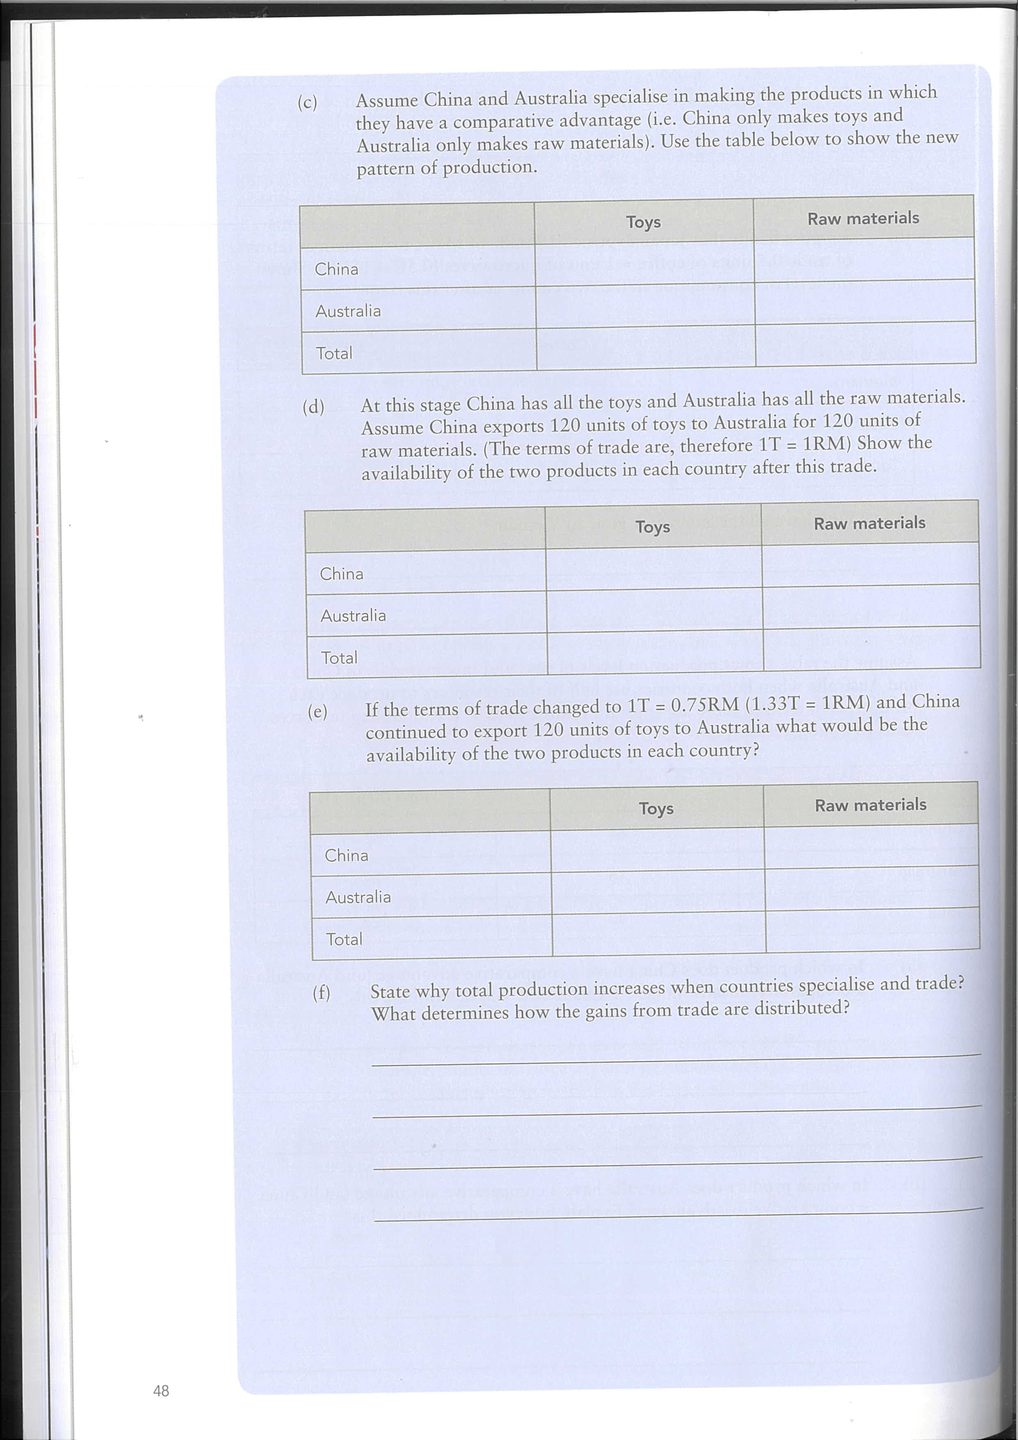 (c) Assume China and Australia specialise in making the products in which
they have a comparative advantage (i.e. China only makes toys and
Australia only makes raw materials). Use the table below to show the new
pattern of production.
Toys Raw materials
China
Australia
Total
(d) At this stage China has all the toys and Australia has all the raw materials.
Assume China exports 120 units of toys to Australia for 120 units of
raw materials. (The terms of trade are, therefore 1T = 1RM) Show the
availability of the two products in each country after this trade.
Toys Raw materials
China
Australia
Total
(e) If the terms of trade changed to 1T = 0.75RM (1.33T = 1RM) and China
continued to export 120 units of toys to Australia what would be the
availability of the two products in each country?
Toys Raw materials
China
Australia
Total
(f) State why total production increases when countries specialise and trade?
What determines how the gains from trade are distributed?
48